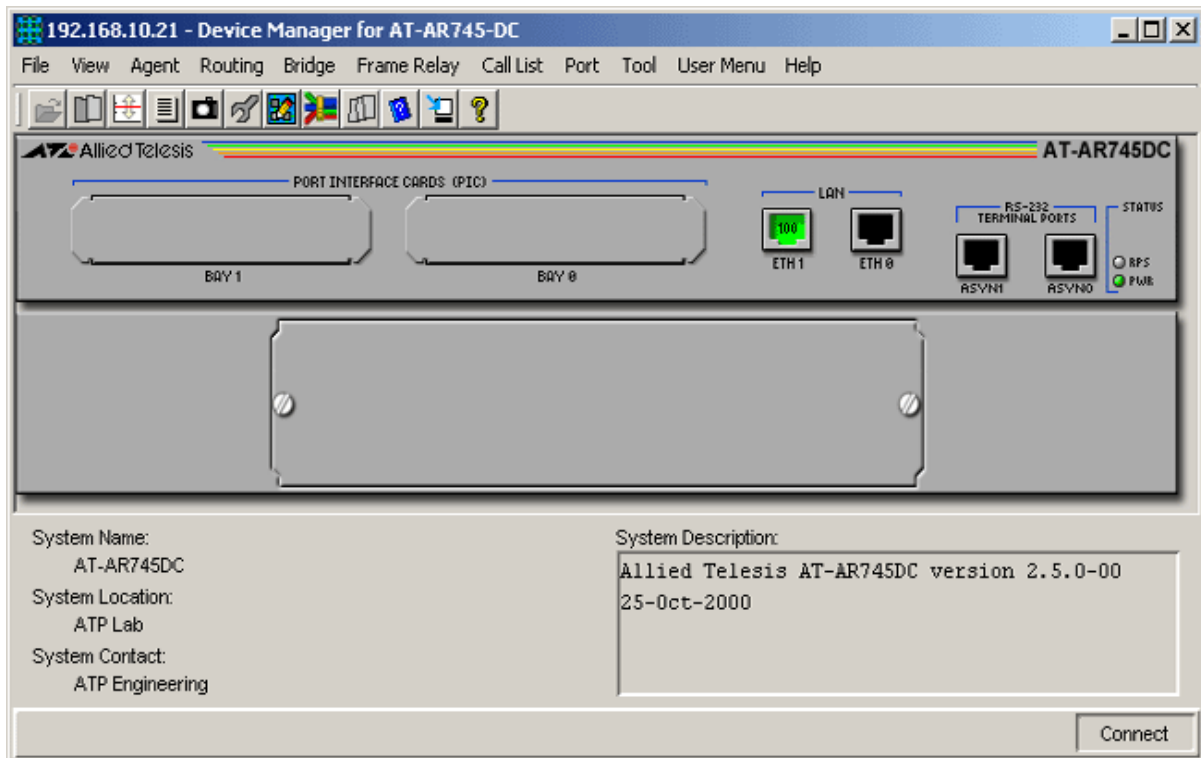 192.168.10.21 - Device Manager for AT-AR745-DC
File View Agent Routing Bridge Frame Relay Call List Port Tool User Menu Help
Allied Telesis
AT-AR745DC
PORT INTERFACE CARDS (PIC)
LAN
RS-232
TERMINAL PORTS
STATUS
100
ETH 1
ETH 0
BAY 1
BAY 0
RPS
PWR
ASYN1
ASYN0
System Name:
AT-AR745DC
System Location:
ATP Lab
System Contact:
ATP Engineering
System Description:
Allied Telesis AT-AR745DC version 2.5.0-00
25-Oct-2000
Connect